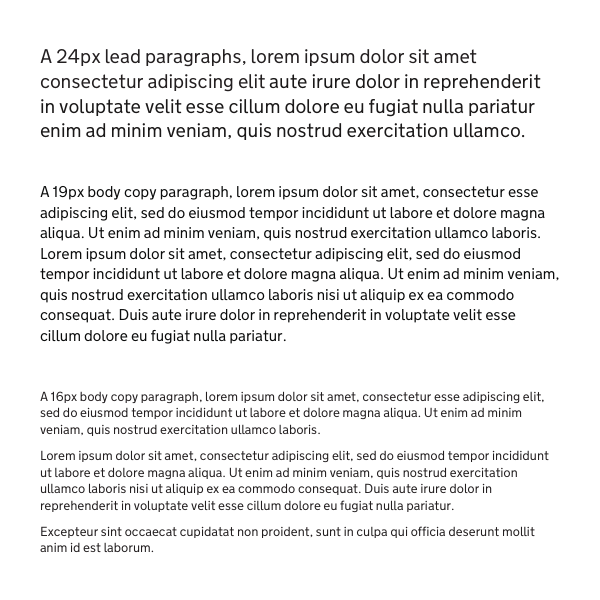 A 24px lead paragraphs, lorem ipsum dolor sit amet
consectetur adipiscing elit aute irure dolor in reprehenderit
in voluptate velit esse cillum dolore eu fugiat nulla pariatur
enim ad minim veniam, quis nostrud exercitation ullamco.
A 19px body copy paragraph, lorem ipsum dolor sit amet, consectetur esse
adipiscing elit, sed do eiusmod tempor incididunt ut labore et dolore magna
aliqua. Ut enim ad minim veniam, quis nostrud exercitation ullamco laboris.
Lorem ipsum dolor sit amet, consectetur adipiscing elit, sed do eiusmod
tempor incididunt ut labore et dolore magna aliqua. Ut enim ad minim veniam,
quis nostrud exercitation ullamco laboris nisi ut aliquip ex ea commodo
consequat. Duis aute irure dolor in reprehenderit in voluptate velit esse
cillum dolore eu fugiat nulla pariatur.
A 16px body copy paragraph, lorem ipsum dolor sit amet, consectetur esse adipiscing elit,
sed do eiusmod tempor incididunt ut labore et dolore magna aliqua. Ut enim ad minim
veniam, quis nostrud exercitation ullamco laboris.
Lorem ipsum dolor sit amet, consectetur adipiscing elit, sed do eiusmod tempor incididunt
ut labore et dolore magna aliqua. Ut enim ad minim veniam, quis nostrud exercitation
ullamco laboris nisi ut aliquip ex ea commodo consequat. Duis aute irure dolor in
reprehenderit in voluptate velit esse cillum dolore eu fugiat nulla pariatur.
Excepteur sint occaecat cupidatat non proident, sunt in culpa qui officia deserunt mollit
anim id est laborum.